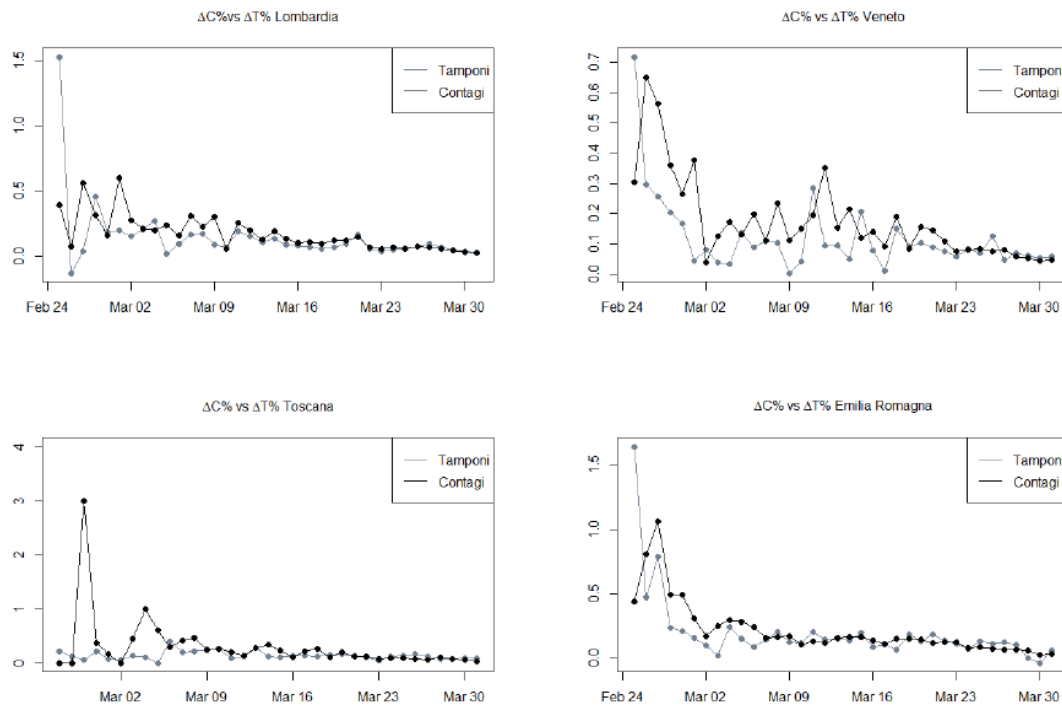 ΔC%vs ΔT% Lombardia
1.5
1.0
0.5
0.0
Tamponi
Contagi
Feb 24 Mar 02 Mar 09 Mar 16 Mar 23 Mar 30
ΔC% vs ΔT% Veneto
0.7
0.6
0.5
0.4
0.3
0.2
0.1
0.0
Tamponi
Contagi
Feb 24 Mar 02 Mar 09 Mar 16 Mar 23 Mar 30
ΔC% vs ΔT% Toscana
4
3
2
1
0
Tamponi
Contagi
Mar 02 Mar 09 Mar 16 Mar 23 Mar 30
ΔC% vs ΔT% Emilia Romagna
1.5
1.0
0.5
0.0
Tamponi
Contagi
Feb 24 Mar 02 Mar 09 Mar 16 Mar 23 Mar 30